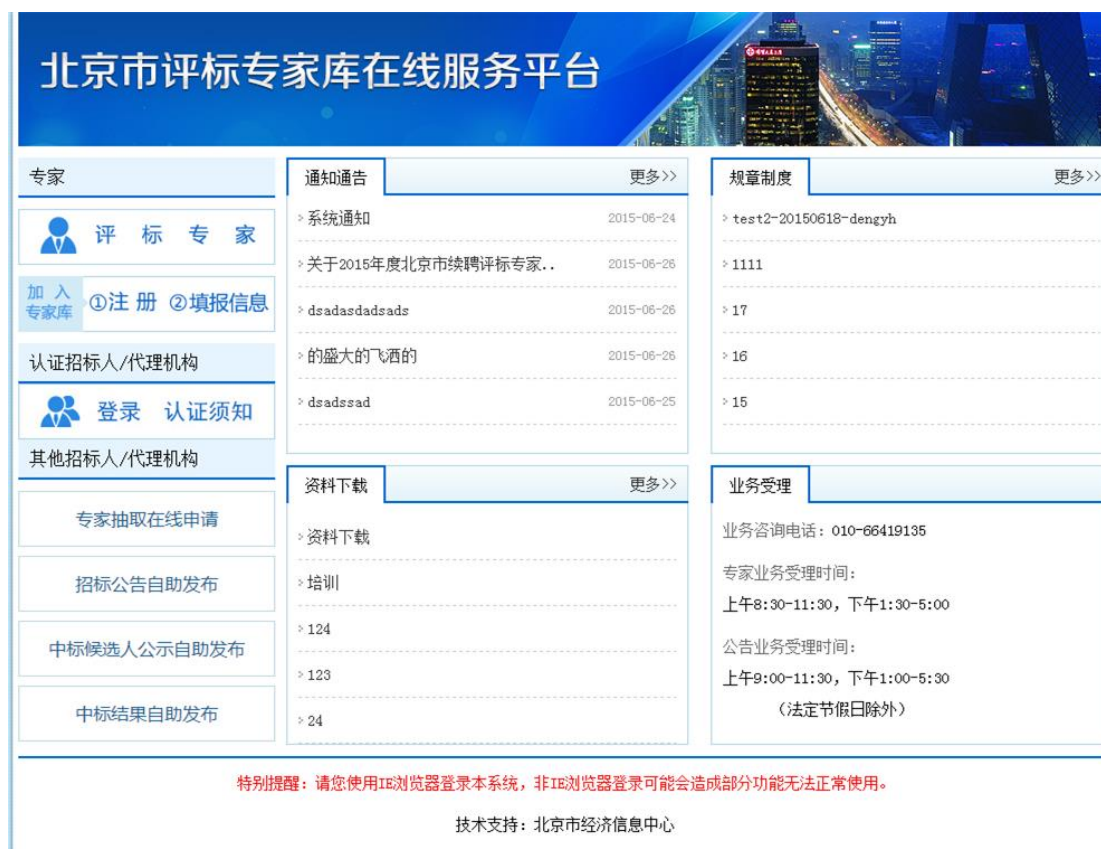 北京市评标专家库在线服务平台
专家
评 标 专 家
加 入
专家库
①注 册 ②填报信息
认证招标人/代理机构
登录 认证须知
其他招标人/代理机构
专家抽取在线申请
招标公告自助发布
中标候选人公示自助发布
中标结果自助发布
通知通告 更多>>
系统通知 2015-06-24
关于2015年度北京市续聘评标专家.. 2015-06-26
dsadasdadsads 2015-06-26
的盛大的飞洒的 2015-06-26
dsadssad 2015-06-25
规章制度 更多>>
test2-20150618-dengyh
1111
17
16
15
资料下载 更多>>
资料下载
培训
124
123
24
业务受理
业务咨询电话：010-66419135
专家业务受理时间：
上午8:30-11:30，下午1:30-5:00
公告业务受理时间：
上午9:00-11:30，下午1:00-5:30
（法定节假日除外）
特别提醒：请您使用IE浏览器登录本系统，非IE浏览器登录可能会造成部分功能无法正常使用。
技术支持：北京市经济信息中心